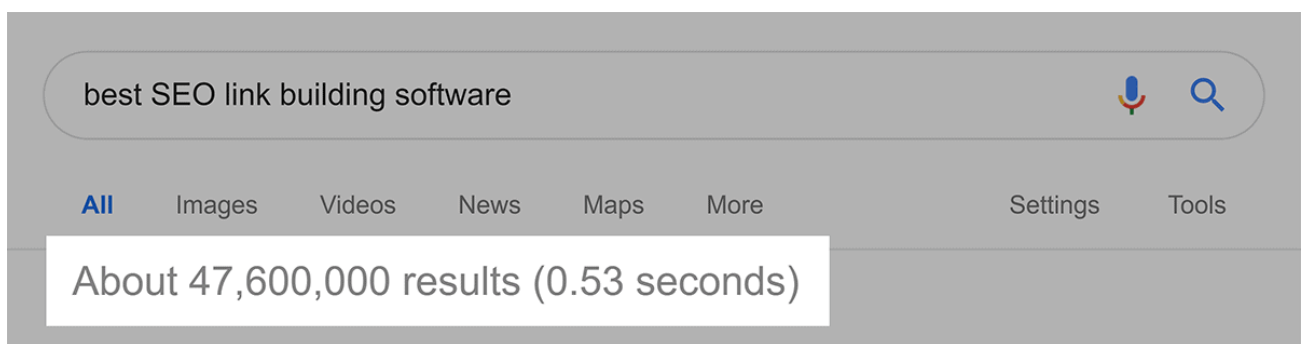 best SEO link building software
All Images Videos News Maps More Settings Tools
About 47,600,000 results (0.53 seconds)